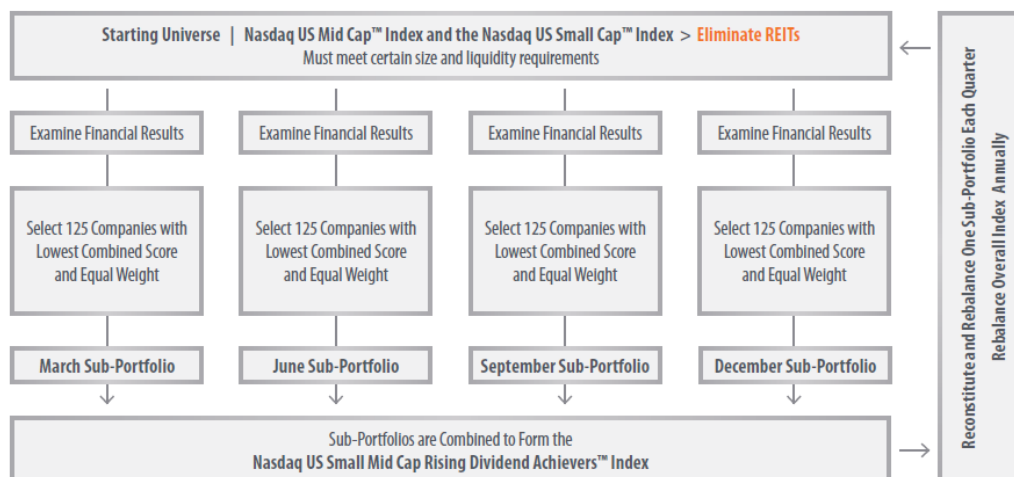 Starting Universe | Nasdaq US Mid Cap™ Index and the Nasdaq US Small Cap™ Index > Eliminate REITs
Must meet certain size and liquidity requirements
Examine Financial Results
Examine Financial Results
Examine Financial Results
Examine Financial Results
Select 125 Companies with
Lowest Combined Score
and Equal Weight
Select 125 Companies with
Lowest Combined Score
and Equal Weight
Select 125 Companies with
Lowest Combined Score
and Equal Weight
Select 125 Companies with
Lowest Combined Score
and Equal Weight
March Sub-Portfolio
June Sub-Portfolio
September Sub-Portfolio
December Sub-Portfolio
Sub-Portfolios are Combined to Form the
Nasdaq US Small Mid Cap Rising Dividend Achievers™ Index
Reconstitute and Rebalance One Sub-Portfolio Each Quarter
Rebalance Overall Index Annually